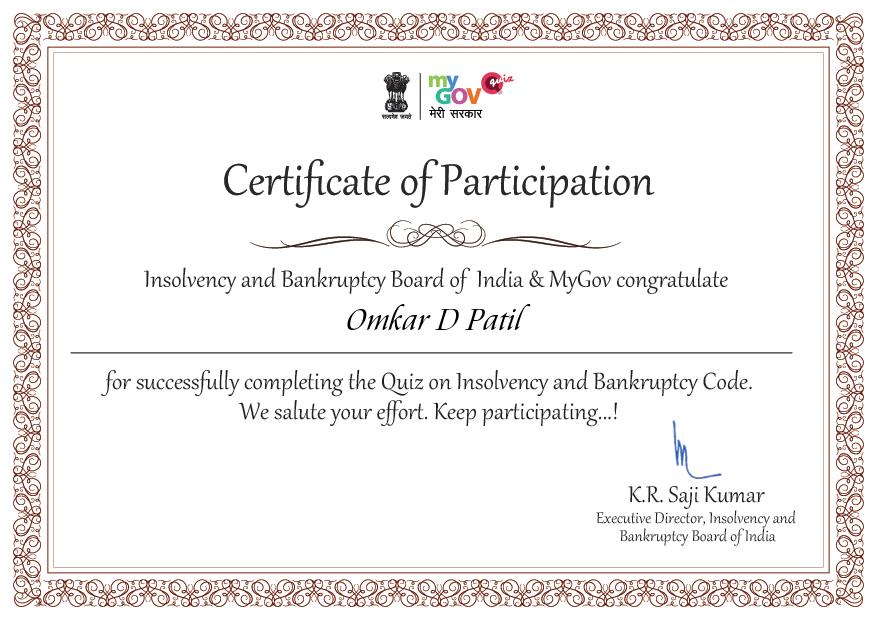 सत्यमेव जयते
my GOV quiz
मेरी सरकार
Certificate of Participation
Insolvency and Bankruptcy Board of India & MyGov congratulate
Omkar D Patil
for successfully completing the Quiz on Insolvency and Bankruptcy Code.
We salute your effort. Keep participating...!
K.R. Saji Kumar
Executive Director, Insolvency and
Bankruptcy Board of India